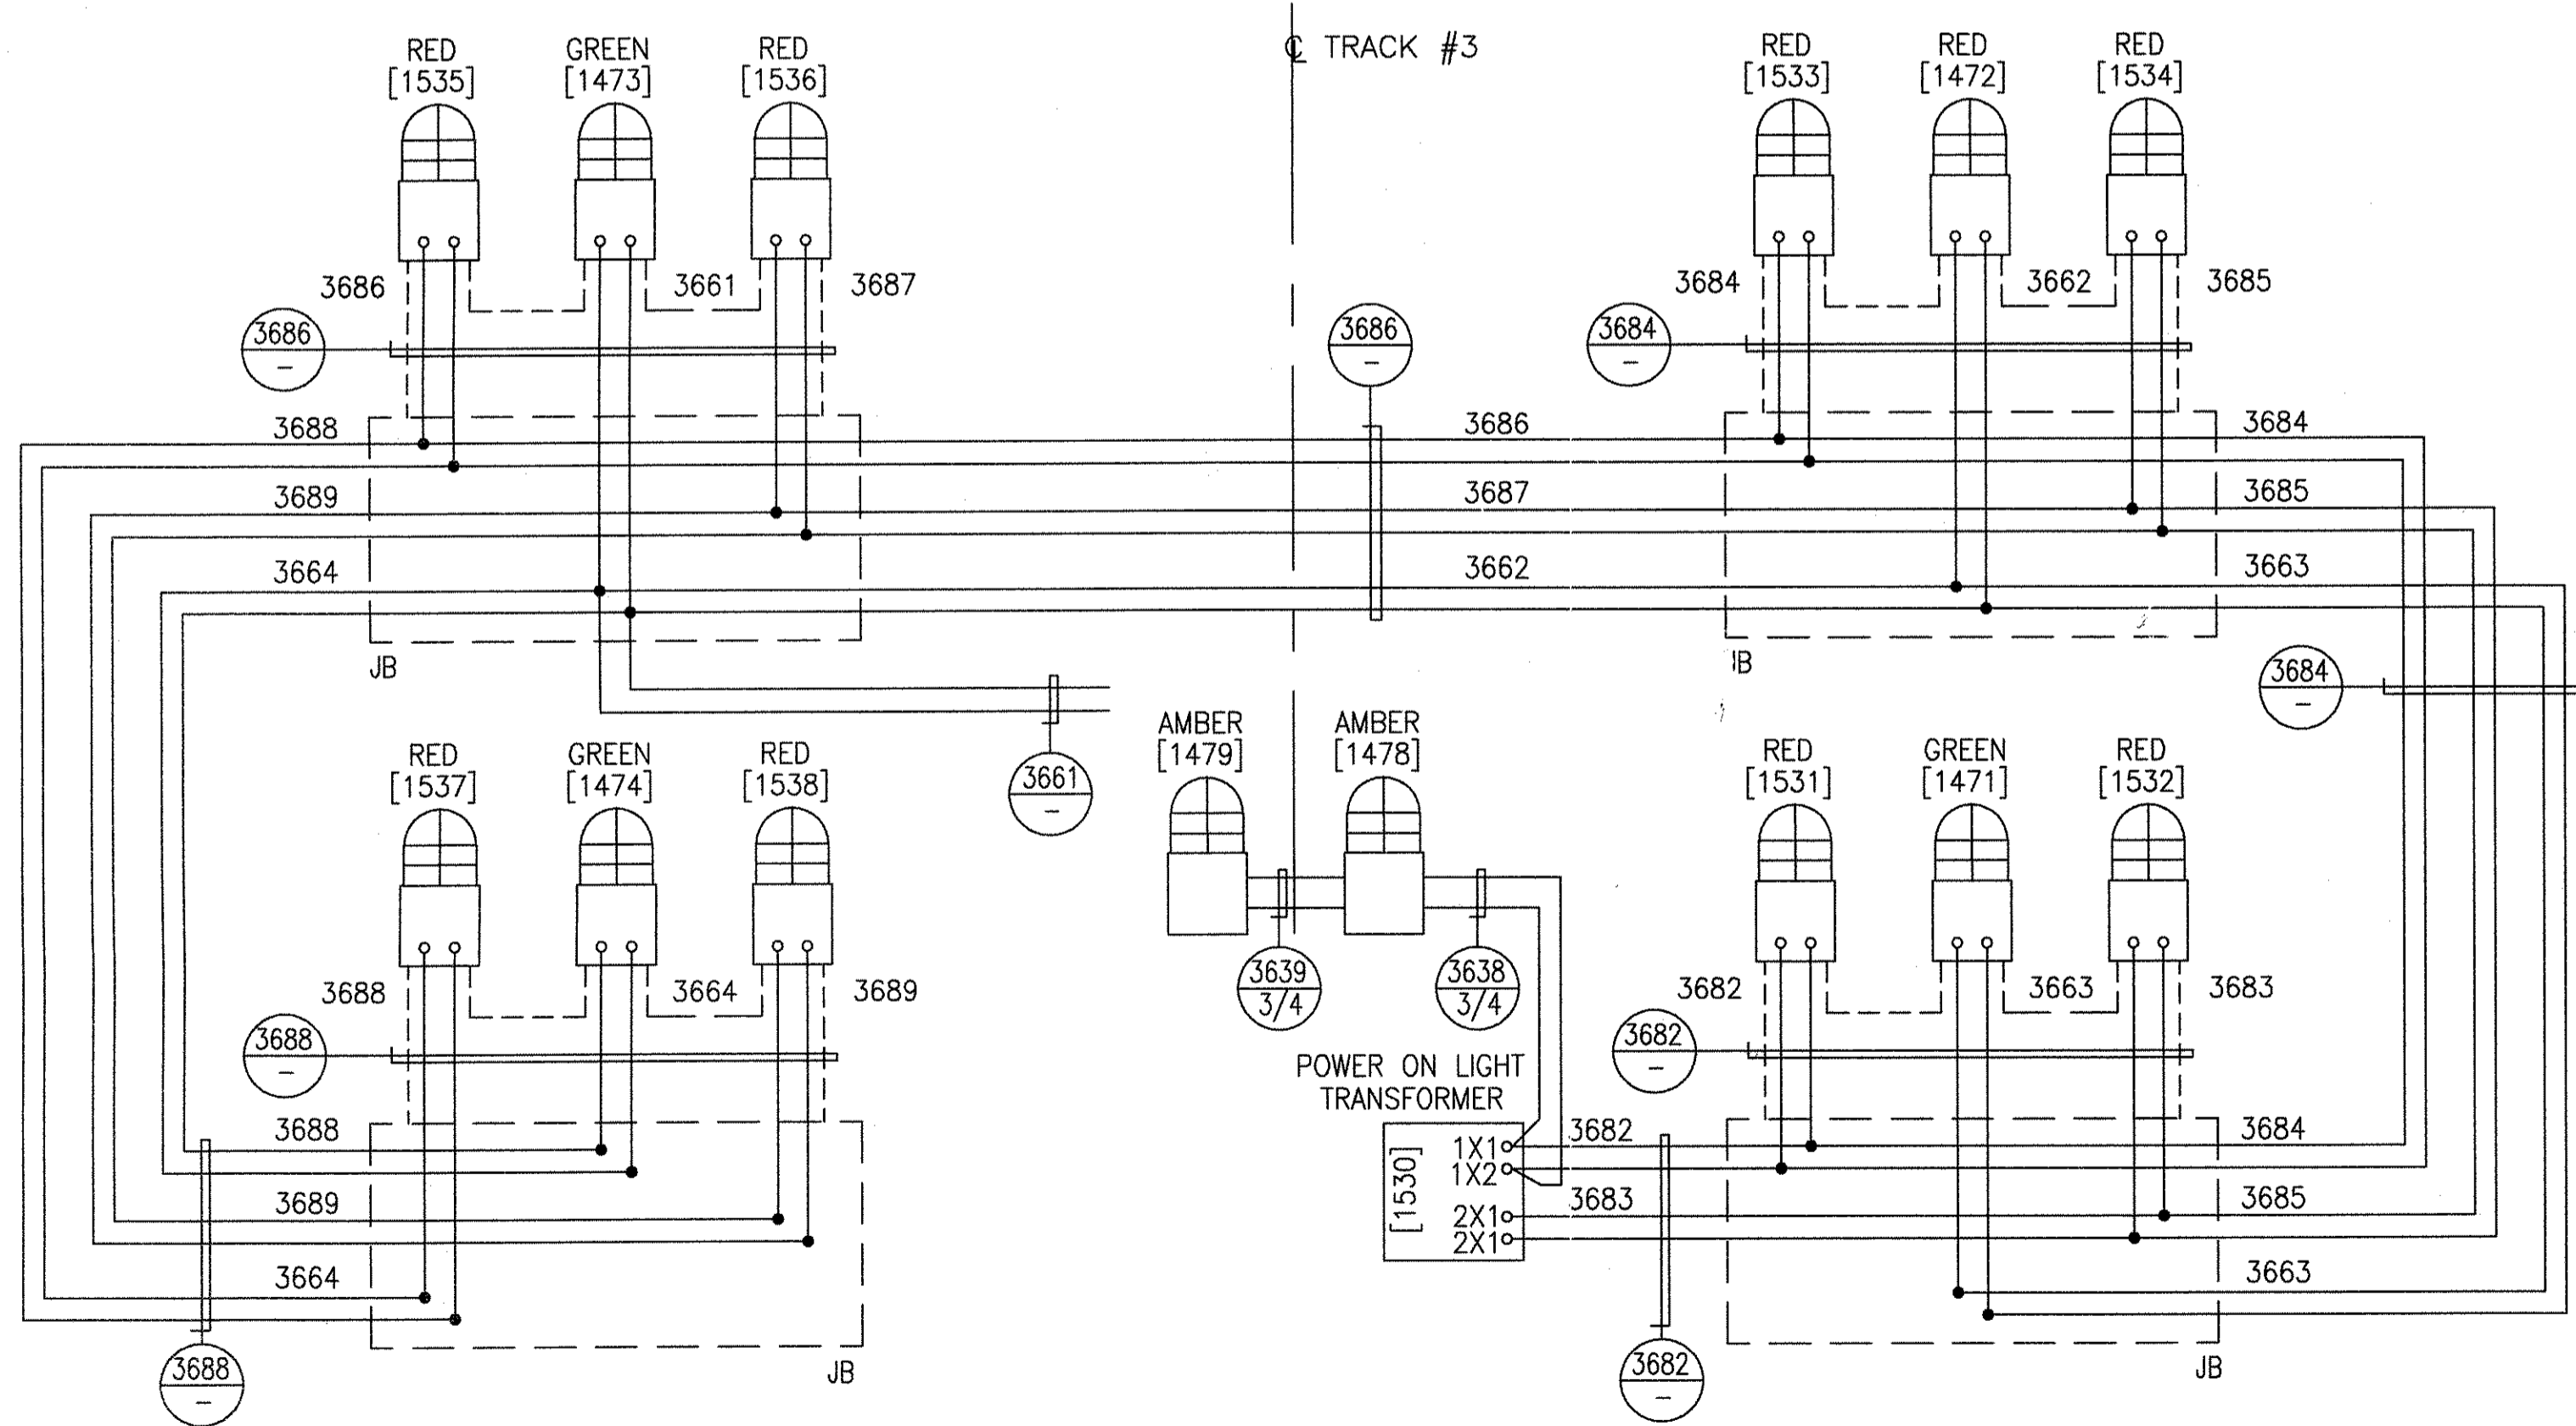 RED
[1535]
GREEN
[1473]
RED
[1536]
℄ TRACK #3
RED
[1533]
RED
[1472]
RED
[1534]
3686
3661
3687
3684
3662
3685
3686
–
3686
–
3684
–
3688
3686
3684
3689
3687
3685
3664
3662
3663
JB
3684
–
RED
[1537]
GREEN
[1474]
RED
[1538]
3661
–
AMBER
[1479]
AMBER
[1478]
RED
[1531]
GREEN
[1471]
RED
[1532]
3688
3664
3689
3639
3/4
3638
3/4
3682
3663
3683
3688
–
3682
–
POWER ON LIGHT
TRANSFORMER
[1530]
1X1
1X2
2X1
2X1
3688
3682
3684
3689
3683
3685
3664
3663
3688
–
JB
3682
–
JB